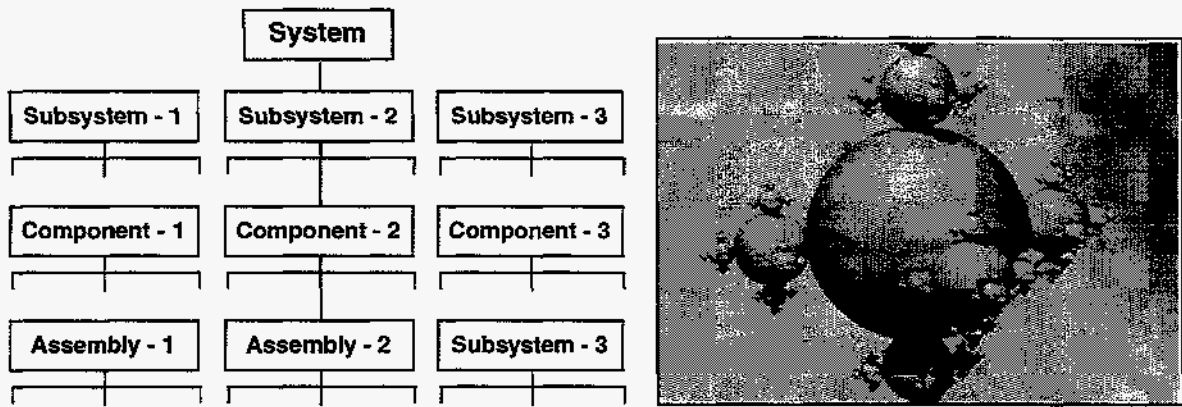 System
Subsystem - 1 Subsystem - 2 Subsystem - 3
Component - 1 Component - 2 Component - 3
Assembly - 1 Assembly - 2 Subsystem - 3